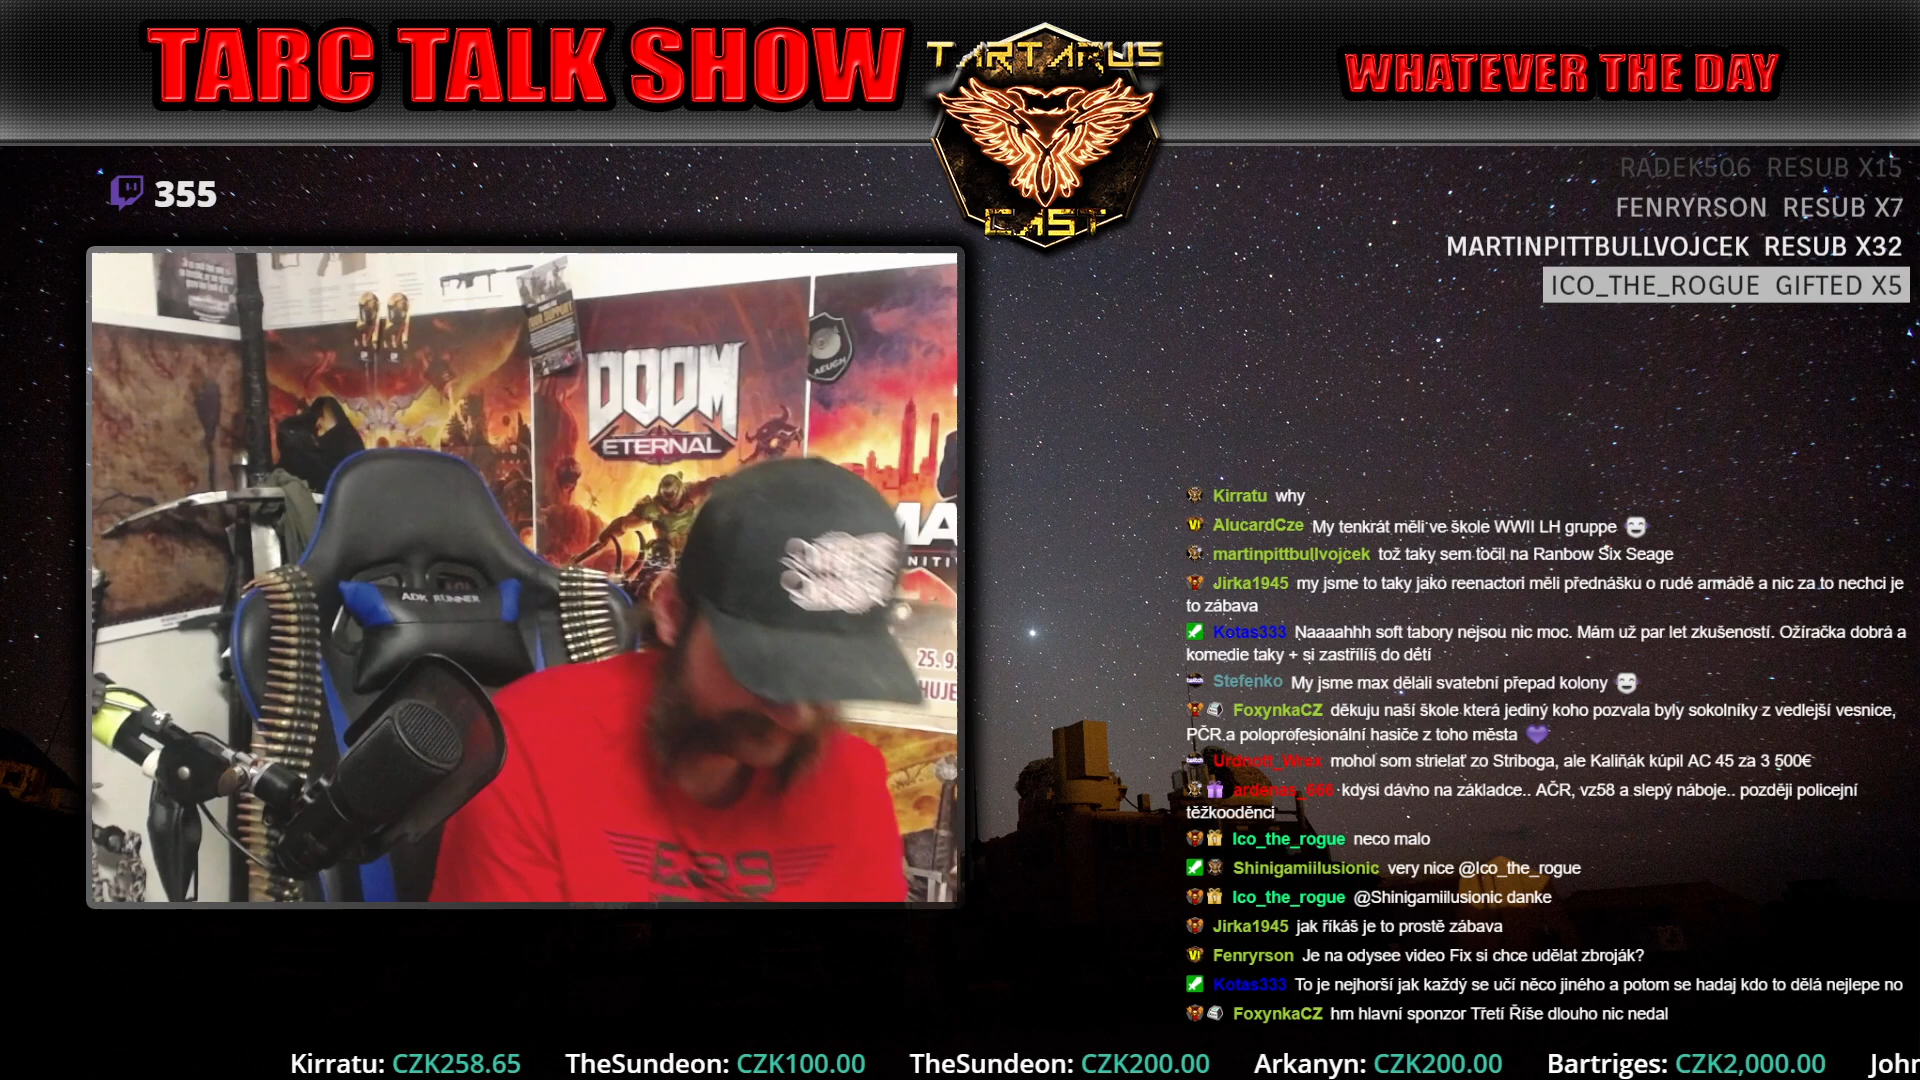 TARC TALK SHOW
TARTARUS
CAST
WHATEVER THE DAY
355
RADEK506 RESUB X15
FENRYRSON RESUB X7
MARTINPITTBULLVOJCEK RESUB X32
ICO_THE_ROGUE GIFTED X5
DOOM
ETERNAL
AEUGM
ADK RUNNER
25. 9.
Kirratu why
AlucardCze My tenkrát měli ve škole WWII LH gruppe
martinpittbullvojcek tož taky sem točil na Ranbow Six Seage
Jirka1945 my jsme to taky jako reenactori měli přednášku o rudé armádě a nic za to nechci je
to zábava
Kotas333 Naaaahhh soft tabory nejsou nic moc. Mám už par let zkušeností. Ožíračka dobrá a
komedie taky + si zastřílíš do dětí
Stefenko My jsme max dělali svatební přepad kolony
FoxynkaCZ děkuju naší škole která jediný koho pozvala byly sokolníky z vedlejší vesnice,
PČR a poloprofesionální hasiče z toho města
Urdnott_Wrex mohol som strielať zo Striboga, ale Kaliňák kúpil AC 45 za 3 500€
ardenas_666 kdysi dávno na základce.. AČR, vz58 a slepý náboje.. později policejní
těžkooděnci
Ico_the_rogue neco malo
Shinigamiilusionic very nice @Ico_the_rogue
Ico_the_rogue @Shinigamiilusionic danke
Jirka1945 jak říkáš je to prostě zábava
Fenryrson Je na odysee video Fix si chce udělat zbroják?
Kotas333 To je nejhorší jak každý se učí něco jiného a potom se hadaj kdo to dělá nejlepe no
FoxynkaCZ hm hlavní sponzor Třetí Říše dlouho nic nedal
Kirratu: CZK258.65 TheSundeon: CZK100.00 TheSundeon: CZK200.00 Arkanyn: CZK200.00 Bartriges: CZK2,000.00 John